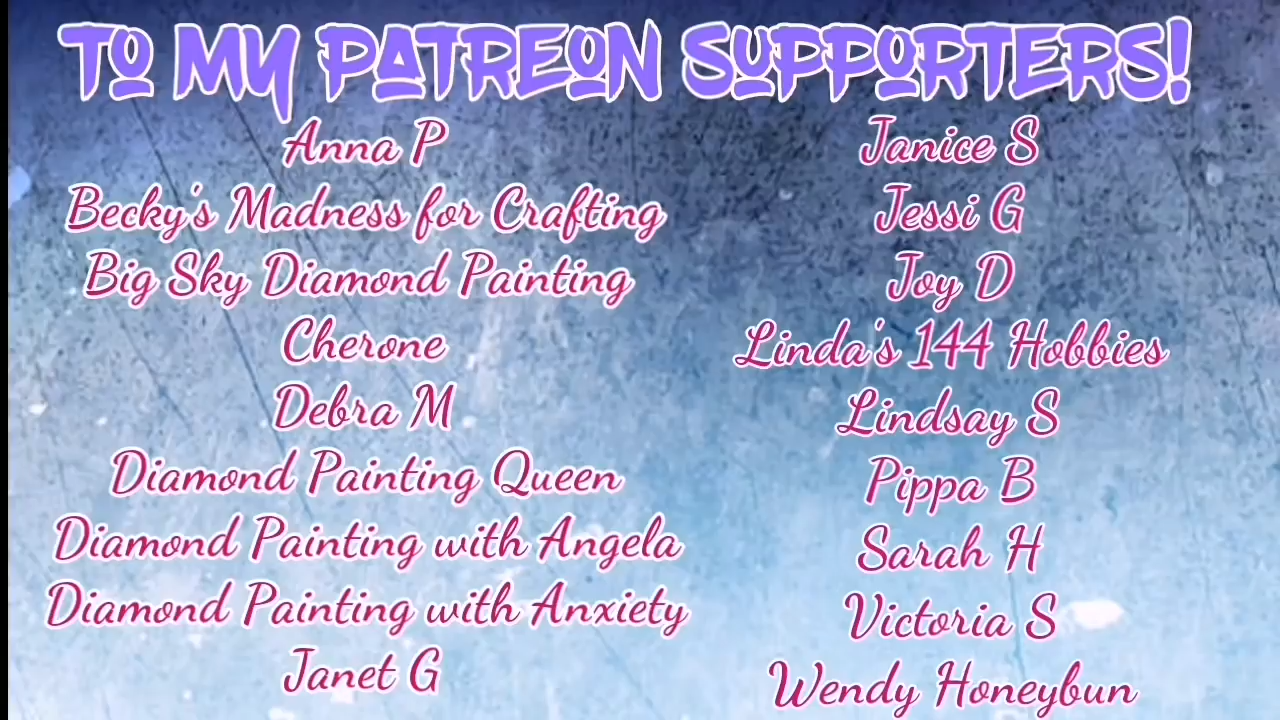 TO MY PATREON SUPPORTERS!
Anna P
Becky's Madness for Crafting
Big Sky Diamond Painting
Cherone
Debra M
Diamond Painting Queen
Diamond Painting with Angela
Diamond Painting with Anxiety
Janet G
Janice S
Jessi G
Joy D
Linda's 144 Hobbies
Lindsay S
Pippa B
Sarah H
Victoria S
Wendy Honeybun